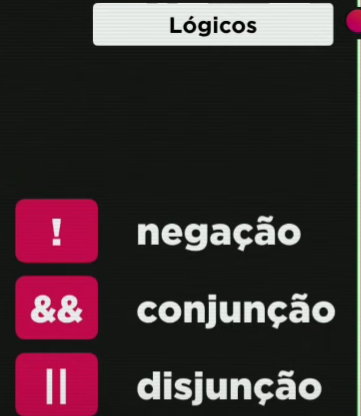 Lógicos
! negação
&& conjunção
|| disjunção